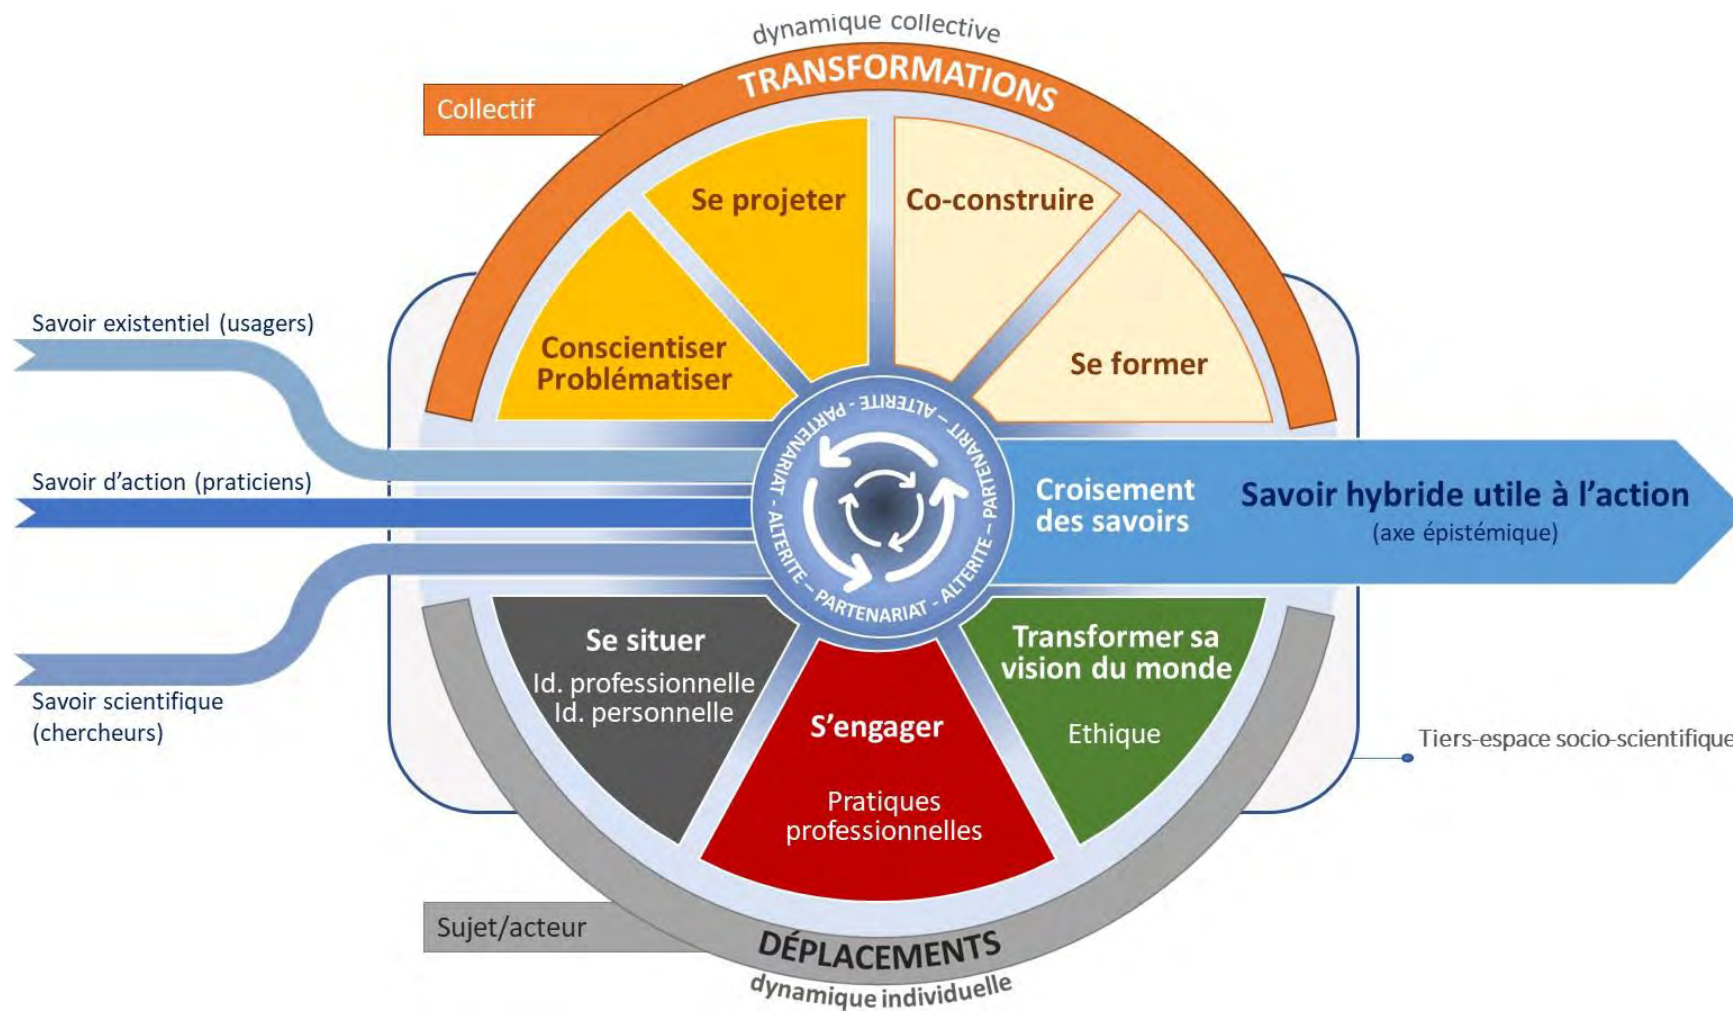 dynamique collective
TRANSFORMATIONS
Collectif
Se projeter
Co-construire
Conscientiser
Problématiser
Se former
Savoir existentiel (usagers)
Savoir d'action (praticiens)
Savoir scientifique
(chercheurs)
PARTENARIAT - ALTERITE – PARTENARIT – ALTERITE - PARTENARIAT – ALTERITE -
Croisement
des savoirs
Savoir hybride utile à l'action
(axe épistémique)
Se situer
Id. professionnelle
Id. personnelle
S'engager
Pratiques
professionnelles
Transformer sa
vision du monde
Ethique
Tiers-espace socio-scientifique
Sujet/acteur
DÉPLACEMENTS
dynamique individuelle